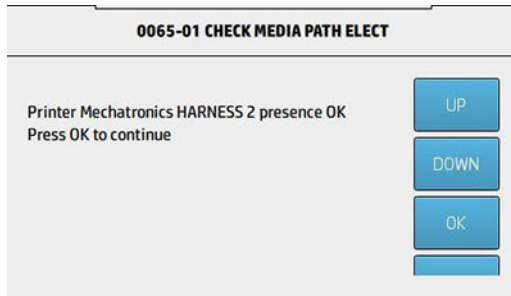 0065-01 CHECK MEDIA PATH ELECT
Printer Mechatronics HARNESS 2 presence OK
Press OK to continue
UP
DOWN
OK